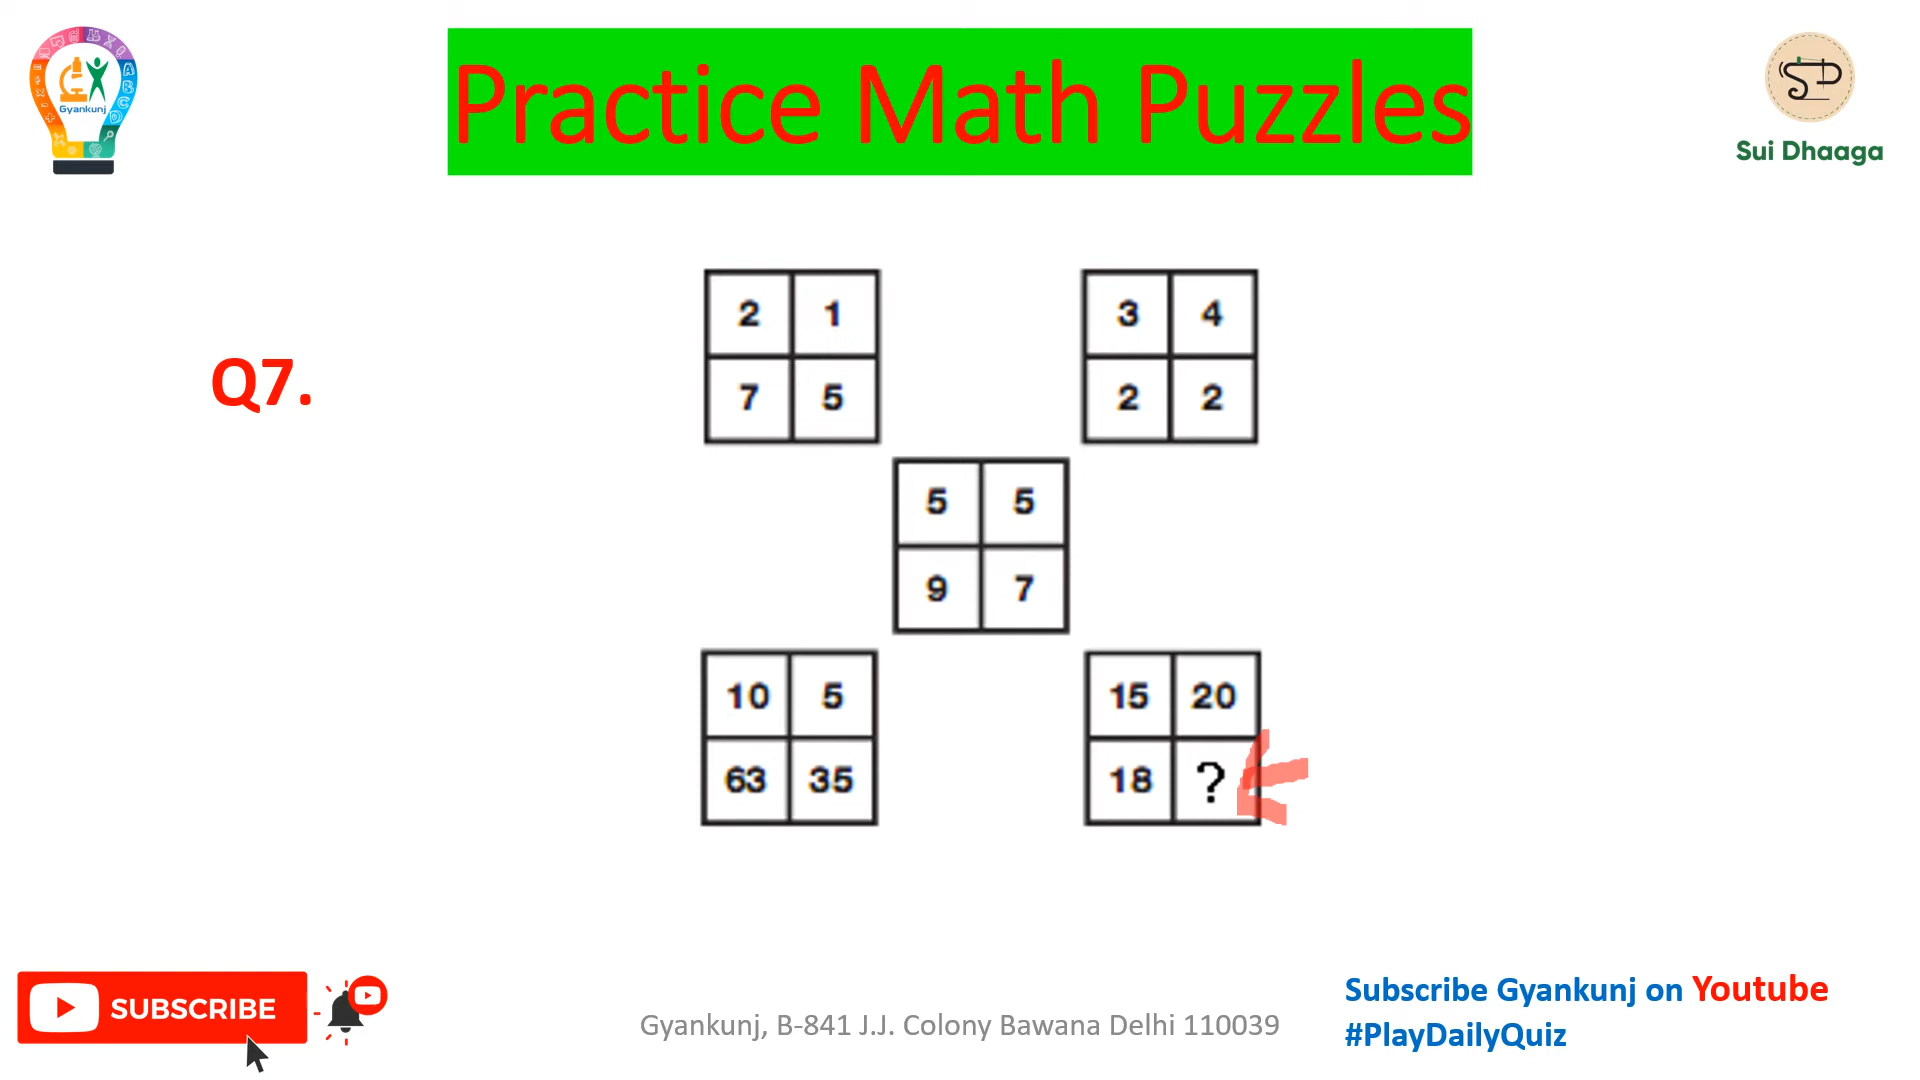 Gyankunj
Practice Math Puzzles
Sui Dhaaga
Q7.
2 1
7 5
3 4
2 2
5 5
9 7
10 5
63 35
15 20
18 ?
SUBSCRIBE
Gyankunj, B-841 J.J. Colony Bawana Delhi 110039
Subscribe Gyankunj on Youtube
#PlayDailyQuiz